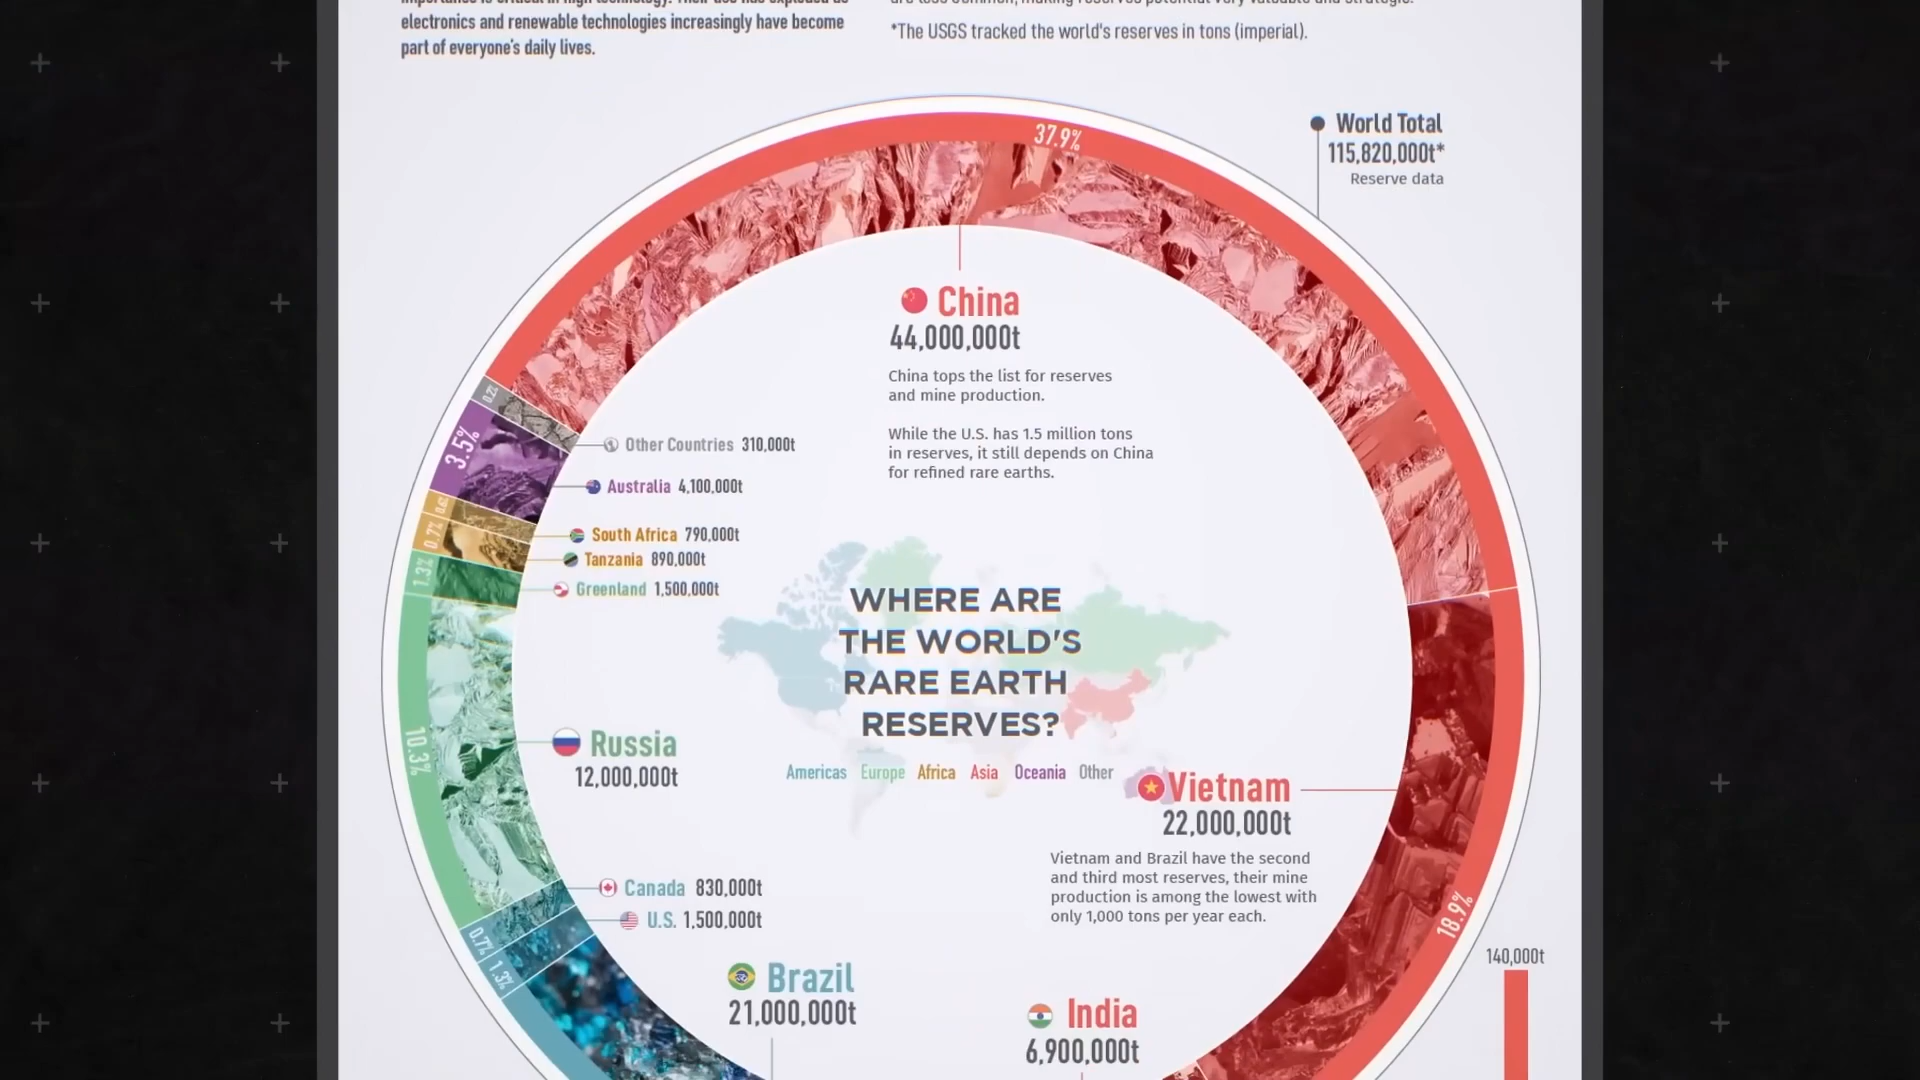 electronics and renewable technologies increasingly have become
part of everyone's daily lives.
*The USGS tracked the world's reserves in tons (imperial).
World Total
115,820,000t*
Reserve data
37.9%
China
44,000,000t
China tops the list for reserves
and mine production.
While the U.S. has 1.5 million tons
in reserves, it still depends on China
for refined rare earths.
0.2%
Other Countries 310,000t
3.5%
Australia 4,100,000t
South Africa 790,000t
0.7%
Tanzania 890,000t
1.3%
Greenland 1,500,000t
WHERE ARE
THE WORLD'S
RARE EARTH
RESERVES?
Americas Europe Africa Asia Oceania Other
10.3%
Russia
12,000,000t
Vietnam
22,000,000t
Vietnam and Brazil have the second
and third most reserves, their mine
production is among the lowest with
only 1,000 tons per year each.
18.9%
Canada 830,000t
U.S. 1,500,000t
0.7%
1.3%
Brazil
21,000,000t
India
6,900,000t
140,000t